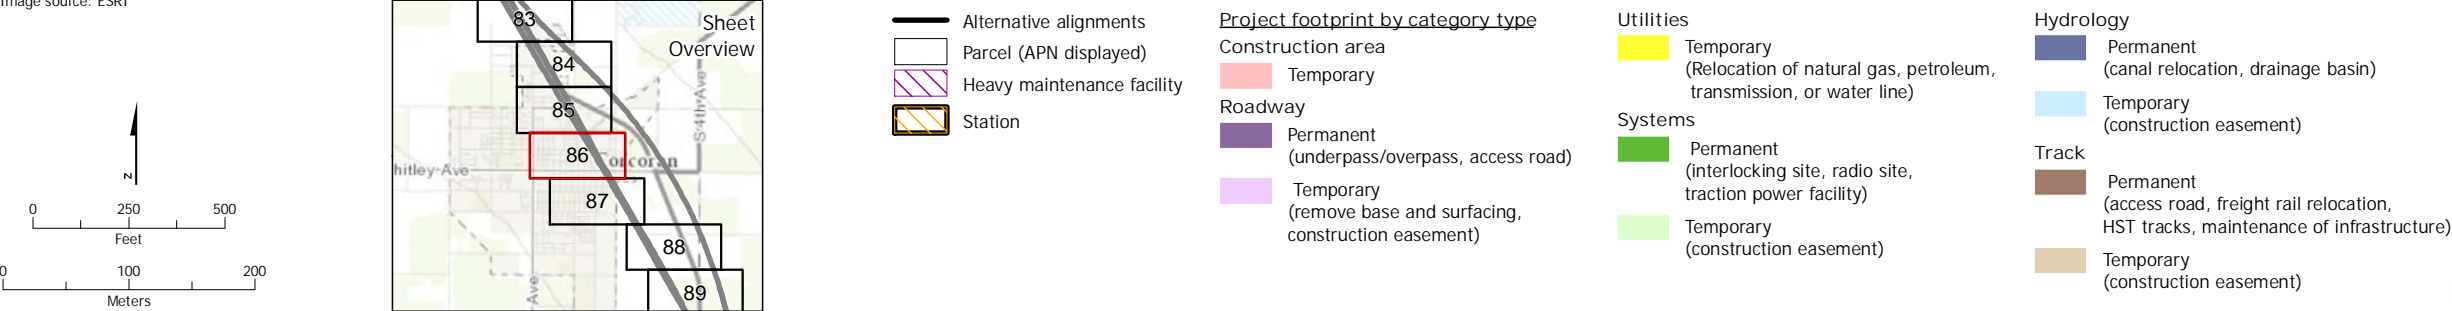 Image source: ESRI
N
0 250 500
Feet
0 100 200
Meters
Sheet
Overview
83
84
85
86
87
88
89
Corcoran
hitley Ave
S 4th Ave
Ave
Alternative alignments
Parcel (APN displayed)
Heavy maintenance facility
Station
Project footprint by category type
Construction area
Temporary
Roadway
Permanent
(underpass/overpass, access road)
Temporary
(remove base and surfacing,
construction easement)
Utilities
Temporary
(Relocation of natural gas, petroleum,
transmission, or water line)
Systems
Permanent
(interlocking site, radio site,
traction power facility)
Temporary
(construction easement)
Hydrology
Permanent
(canal relocation, drainage basin)
Temporary
(construction easement)
Track
Permanent
(access road, freight rail relocation,
HST tracks, maintenance of infrastructure)
Temporary
(construction easement)